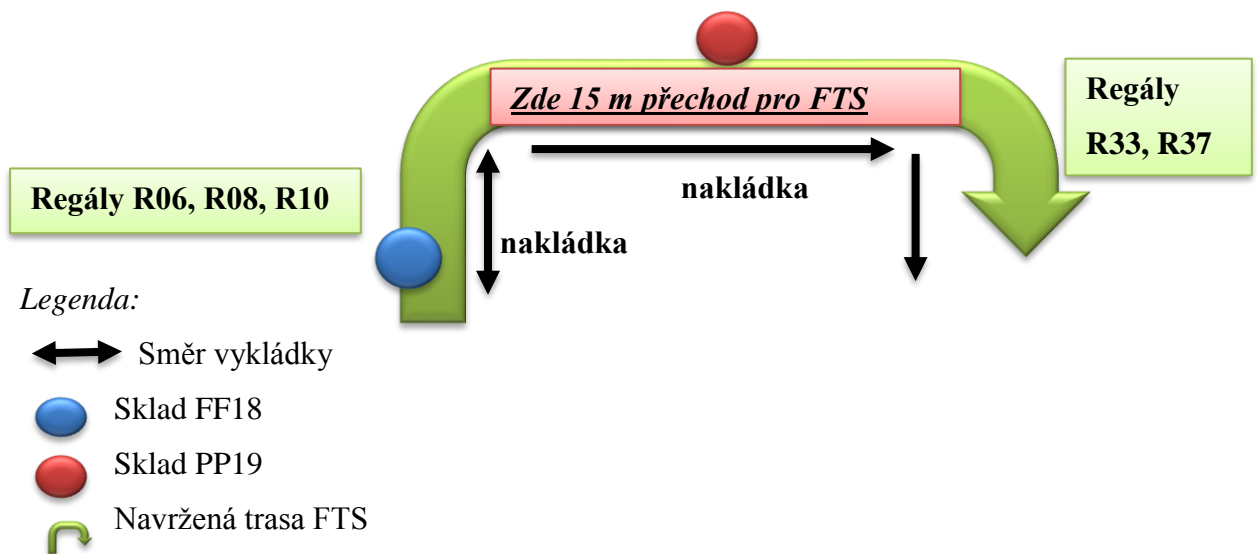 Zde 15 m přechod pro FTS
Regály
R33, R37
nakládka
Regály R06, R08, R10
nakládka
Legenda:
Směr vykládky
Sklad FF18
Sklad PP19
Navržená trasa FTS